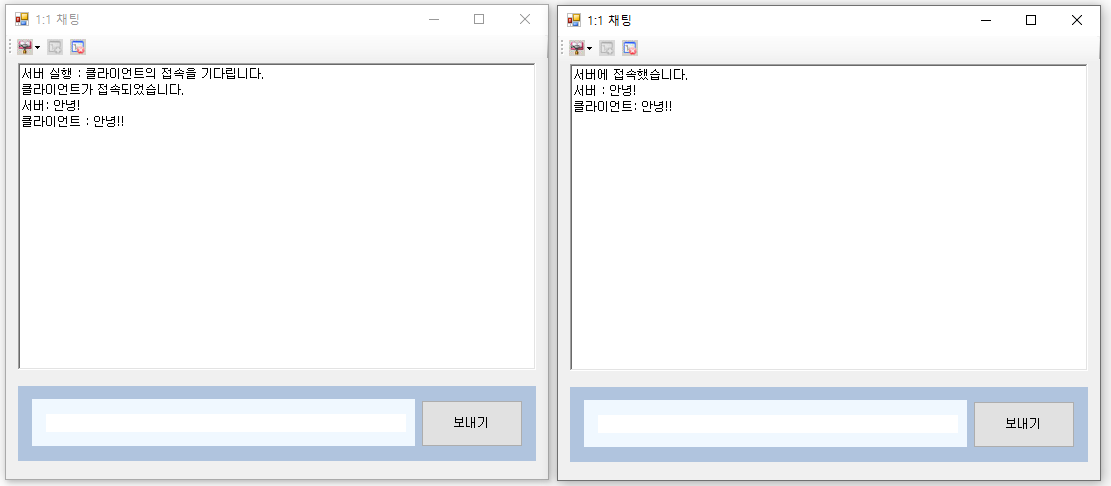 1:1 채팅
서버 실행 : 클라이언트의 접속을 기다립니다.
클라이언트가 접속되었습니다.
서버: 안녕!
클라이언트 : 안녕!!
보내기
1:1 채팅
서버에 접속했습니다.
서버 : 안녕!
클라이언트: 안녕!!
보내기